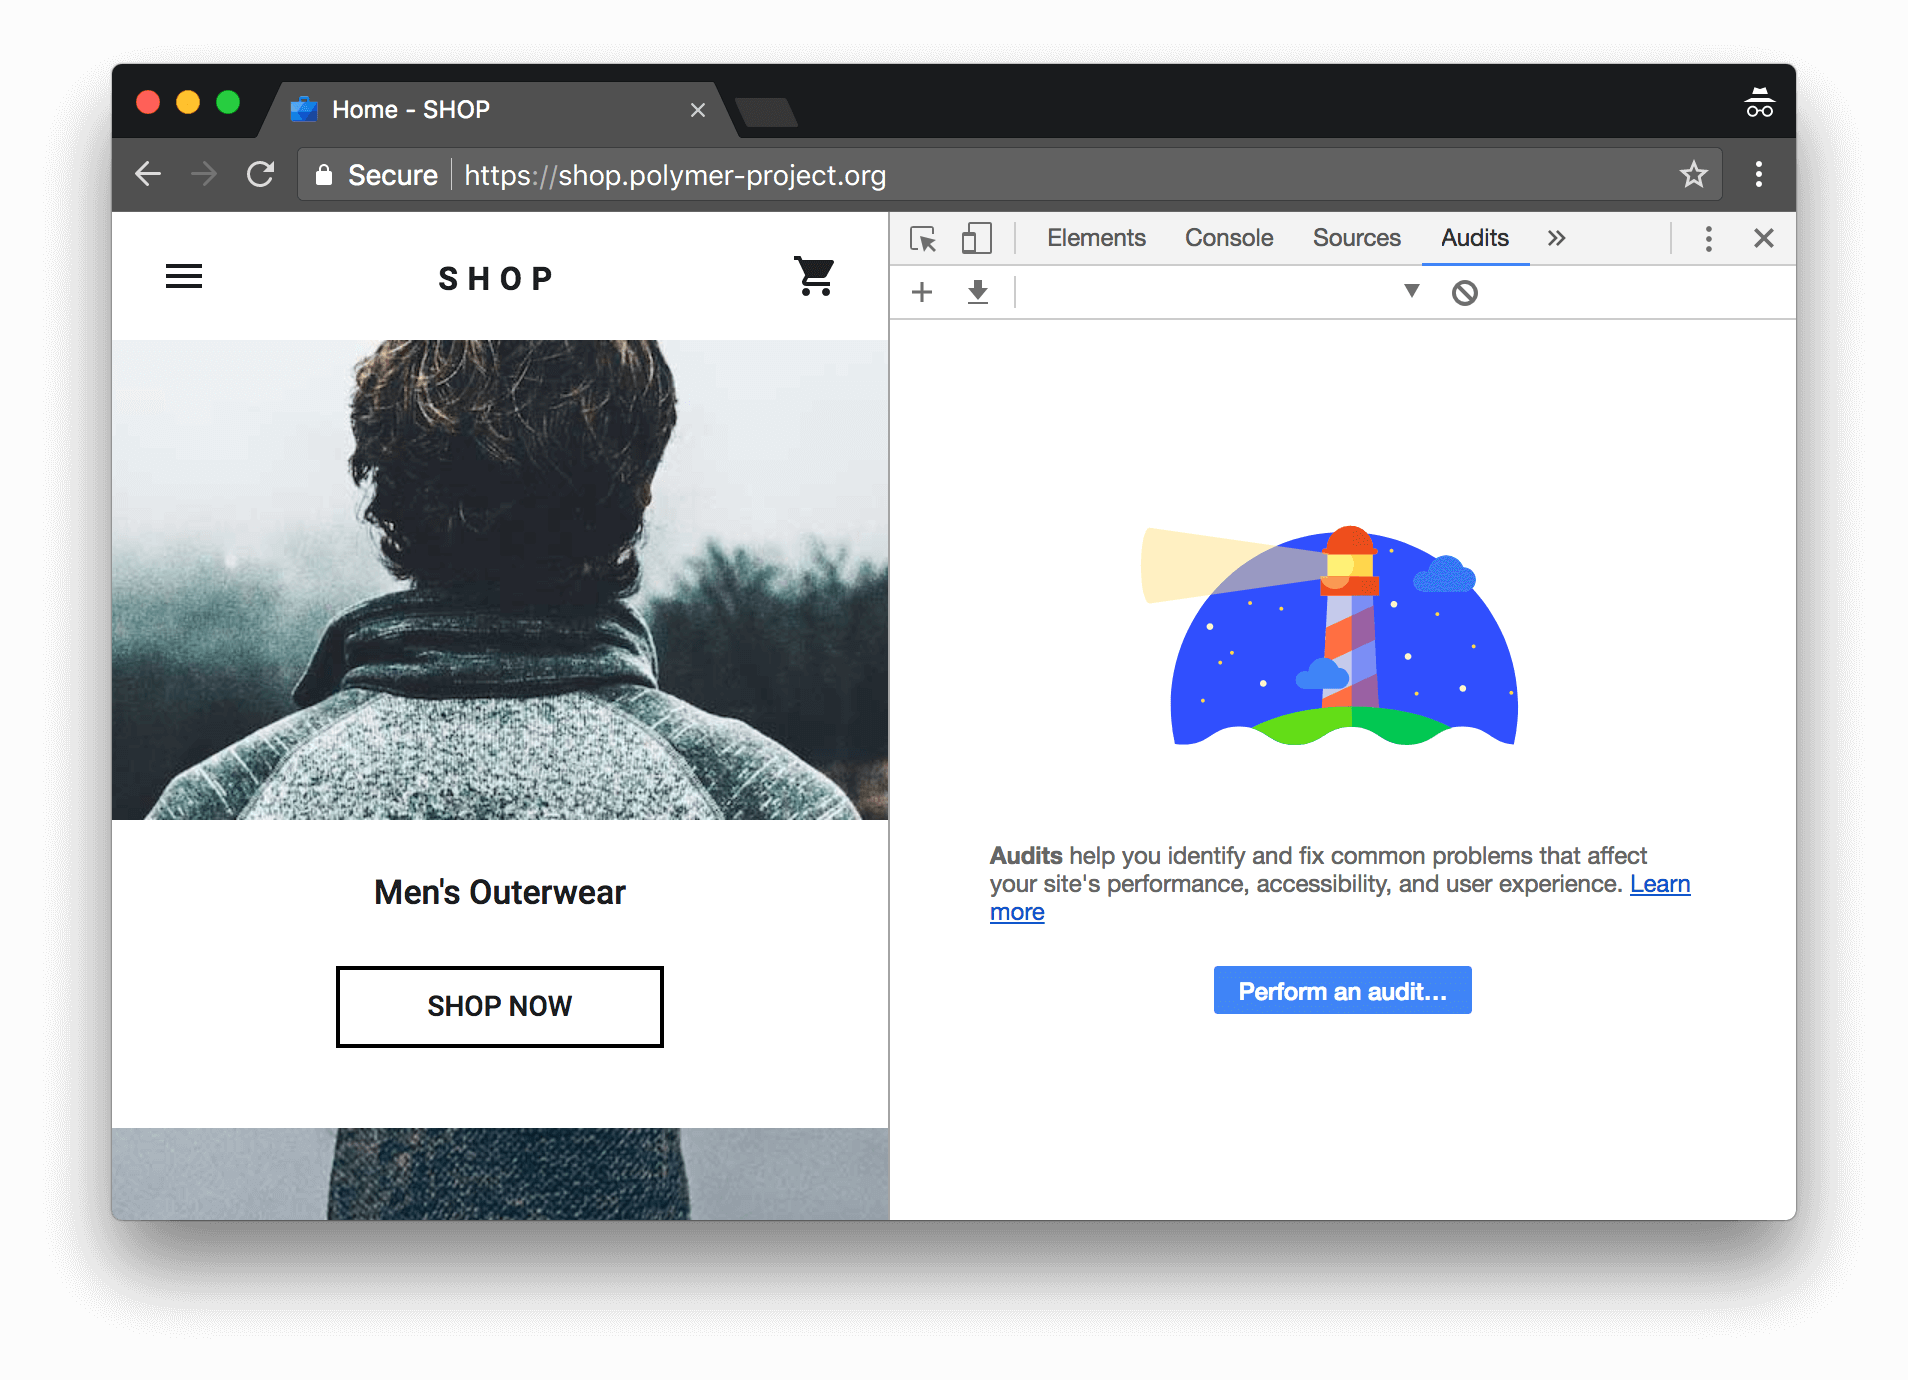 Home - SHOP
Secure
https://shop.polymer-project.org
SHOP
Men's Outerwear
SHOP NOW
Elements Console Sources Audits
Audits help you identify and fix common problems that affect
your site's performance, accessibility, and user experience. Learn
more
Perform an audit...